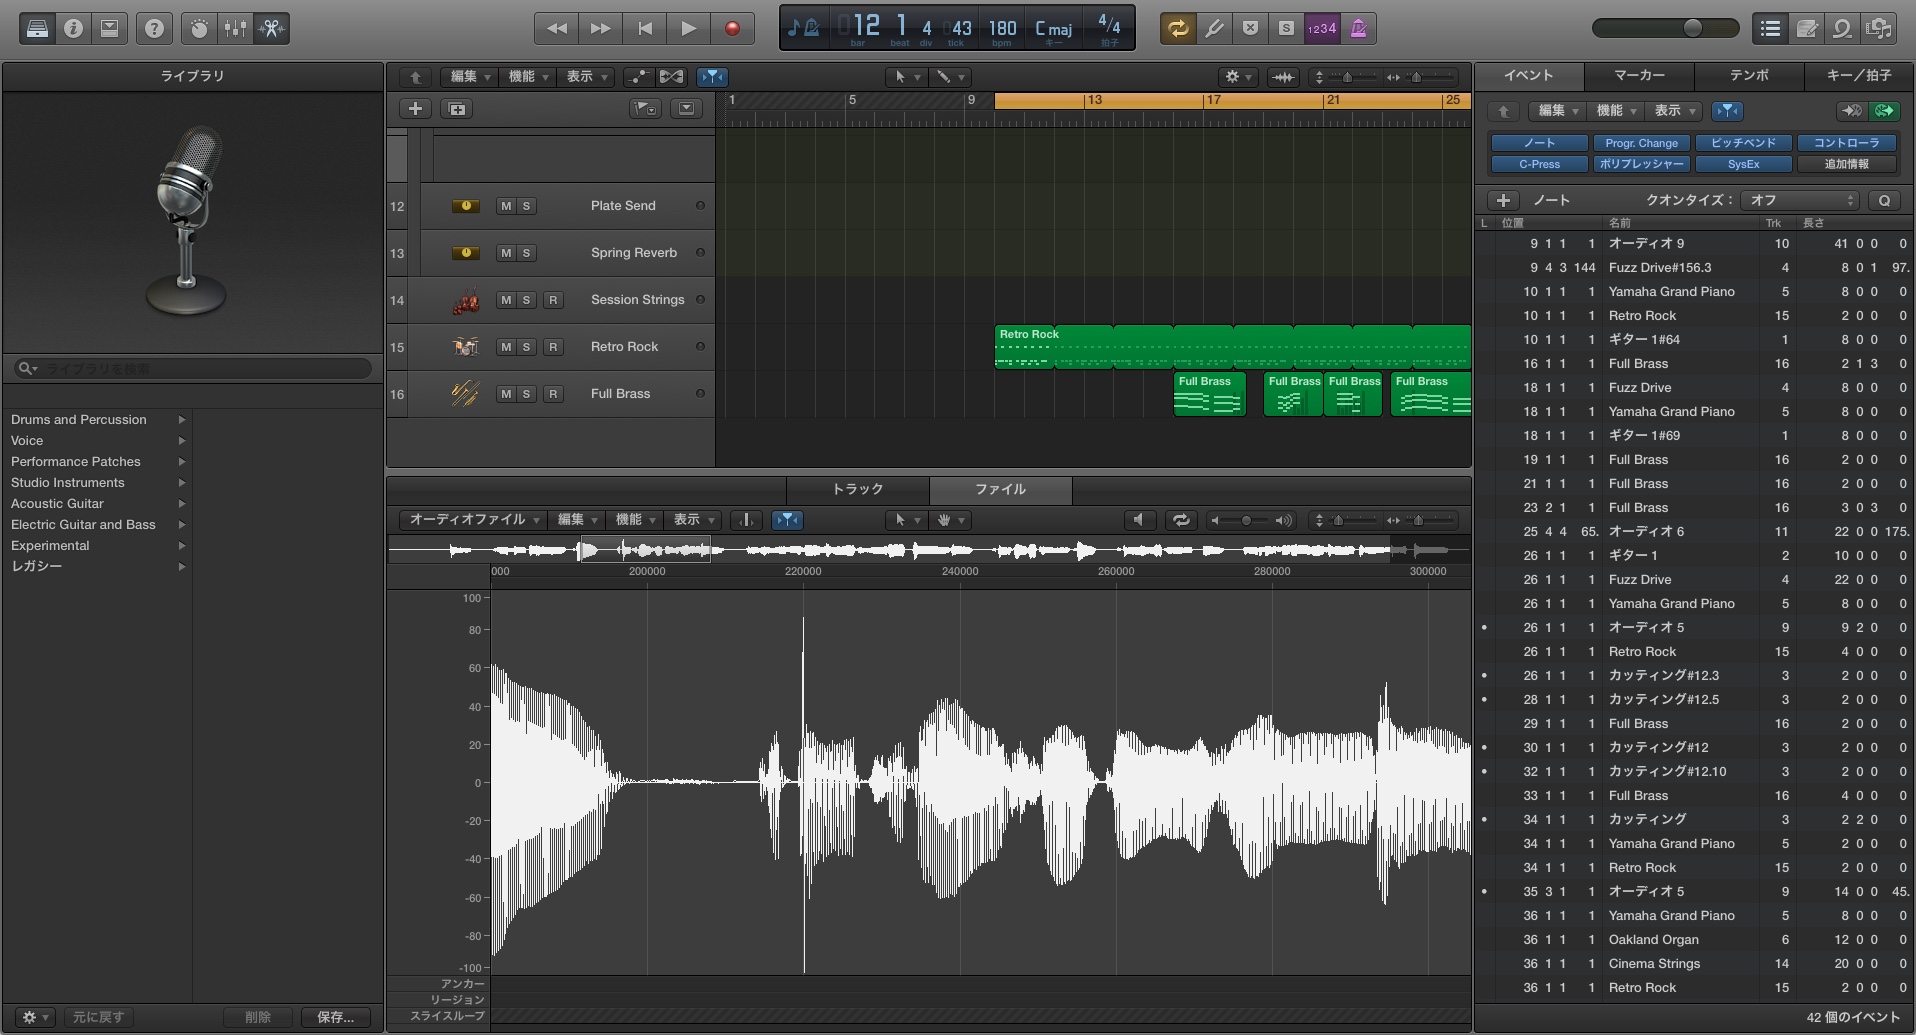 1234
12 1 4 43 180 C maj 4/4
bar beat div tick bpm キー 拍子
ライブラリ
ライブラリを検索
Drums and Percussion
Voice
Performance Patches
Studio Instruments
Acoustic Guitar
Electric Guitar and Bass
Experimental
レガシー
元に戻す 削除 保存...
編集 機能 表示
1 5 9 13 17 21 25
12 M S Plate Send
13 M S Spring Reverb
14 M S R Session Strings
15 M S R Retro Rock
16 M S R Full Brass
Retro Rock
Full Brass Full Brass Full Brass Full Brass
トラック ファイル
オーディオファイル 編集 機能 表示
000 200000 220000 240000 260000 280000 300000
100
80
60
40
20
0
-20
-40
-60
-80
-100
アンカー
リージョン
スライスループ
イベント マーカー テンポ キー／拍子
編集 機能 表示
ノート Progr. Change ピッチベンド コントローラ
C-Press ポリプレッシャー SysEx 追加情報
ノート クオンタイズ： オフ Q
L 位置 名前 Trk 長さ
9 1 1 1 オーディオ 9 10 41 0 0 0
9 4 3 144 Fuzz Drive#156.3 4 8 0 1 97.
10 1 1 1 Yamaha Grand Piano 5 8 0 0 0
10 1 1 1 Retro Rock 15 2 0 0 0
10 1 1 1 ギター 1#64 1 8 0 0 0
16 1 1 1 Full Brass 16 2 1 3 0
18 1 1 1 Fuzz Drive 4 8 0 0 0
18 1 1 1 Yamaha Grand Piano 5 8 0 0 0
18 1 1 1 ギター 1#69 1 8 0 0 0
19 1 1 1 Full Brass 16 2 0 0 0
21 1 1 1 Full Brass 16 2 0 0 0
23 2 1 1 Full Brass 16 3 0 3 0
25 4 4 65. オーディオ 6 11 22 0 0 175.
26 1 1 1 ギター 1 2 10 0 0 0
26 1 1 1 Fuzz Drive 4 22 0 0 0
26 1 1 1 Yamaha Grand Piano 5 8 0 0 0
• 26 1 1 1 オーディオ 5 9 9 2 0 0
26 1 1 1 Retro Rock 15 4 0 0 0
• 26 1 1 1 カッティング#12.3 3 2 0 0 0
• 28 1 1 1 カッティング#12.5 3 2 0 0 0
29 1 1 1 Full Brass 16 2 0 0 0
• 30 1 1 1 カッティング#12 3 2 0 0 0
• 32 1 1 1 カッティング#12.10 3 2 0 0 0
33 1 1 1 Full Brass 16 4 0 0 0
• 34 1 1 1 カッティング 3 2 2 0 0
34 1 1 1 Yamaha Grand Piano 5 2 0 0 0
34 1 1 1 Retro Rock 15 2 0 0 0
• 35 3 1 1 オーディオ 5 9 14 0 0 45.
36 1 1 1 Yamaha Grand Piano 5 8 0 0 0
36 1 1 1 Oakland Organ 6 12 0 0 0
36 1 1 1 Cinema Strings 14 20 0 0 0
36 1 1 1 Retro Rock 15 2 0 0 0
42 個のイベント